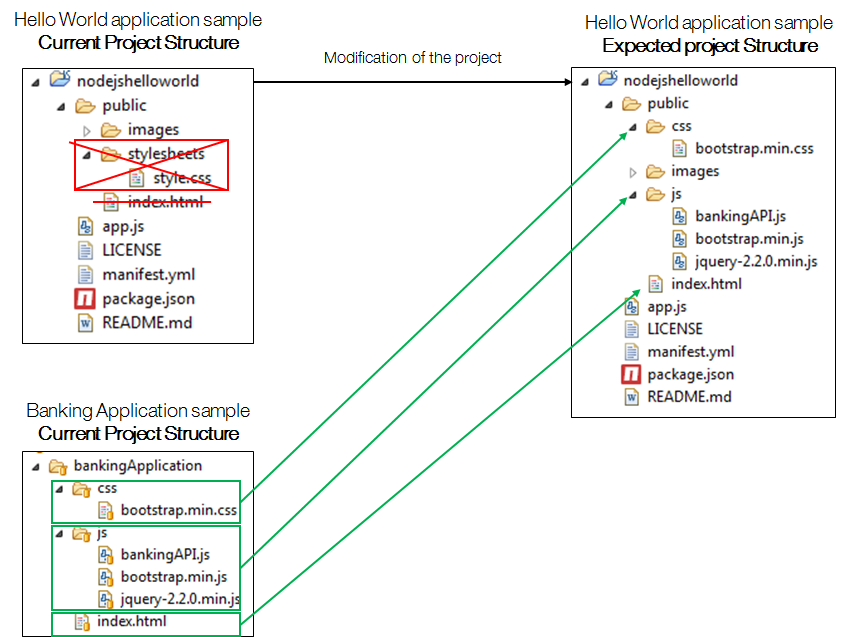 Hello World application sample
Current Project Structure
nodejshelloworld
public
images
stylesheets
style.css
index.html
app.js
LICENSE
manifest.yml
package.json
README.md
Modification of the project
Hello World application sample
Expected project Structure
nodejshelloworld
public
css
bootstrap.min.css
images
js
bankingAPI.js
bootstrap.min.js
jquery-2.2.0.min.js
index.html
app.js
LICENSE
manifest.yml
package.json
README.md
Banking Application sample
Current Project Structure
bankingApplication
css
bootstrap.min.css
js
bankingAPI.js
bootstrap.min.js
jquery-2.2.0.min.js
index.html